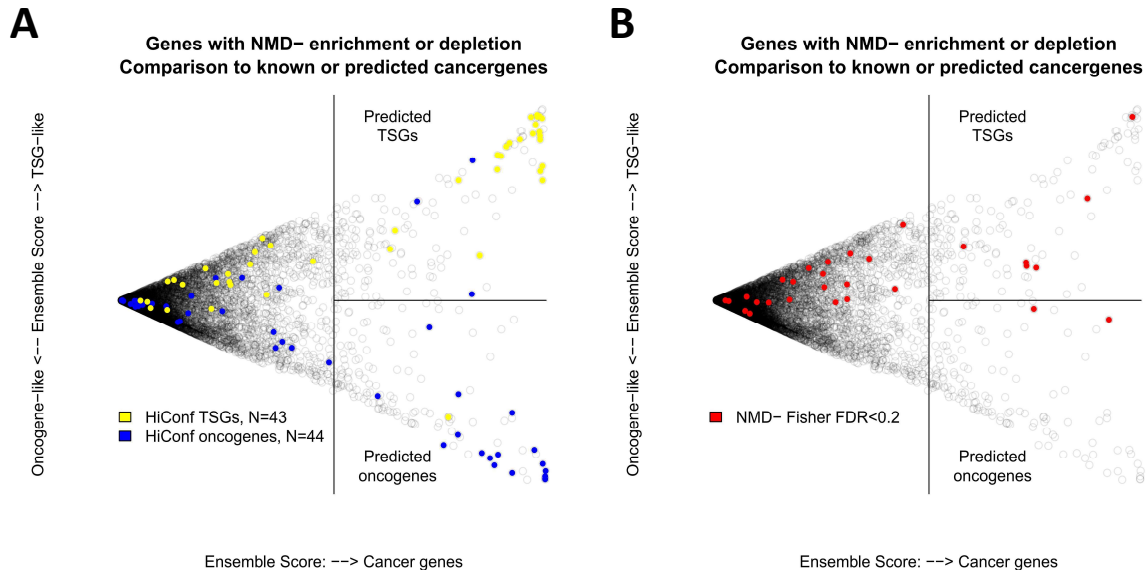 A
Genes with NMD− enrichment or depletion
Comparison to known or predicted cancergenes
Oncogene−like <−−− Ensemble Score −−−> TSG−like
Predicted
TSGs
HiConf TSGs, N=43
HiConf oncogenes, N=44
Predicted
oncogenes
Ensemble Score: −−> Cancer genes
B
Genes with NMD− enrichment or depletion
Comparison to known or predicted cancergenes
Oncogene−like <−−− Ensemble Score −−−> TSG−like
Predicted
TSGs
NMD− Fisher FDR<0.2
Predicted
oncogenes
Ensemble Score: −−> Cancer genes